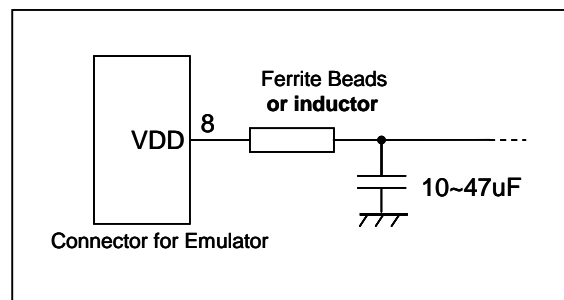 Ferrite Beads
or inductor
8
VDD
10~47uF
Connector for Emulator